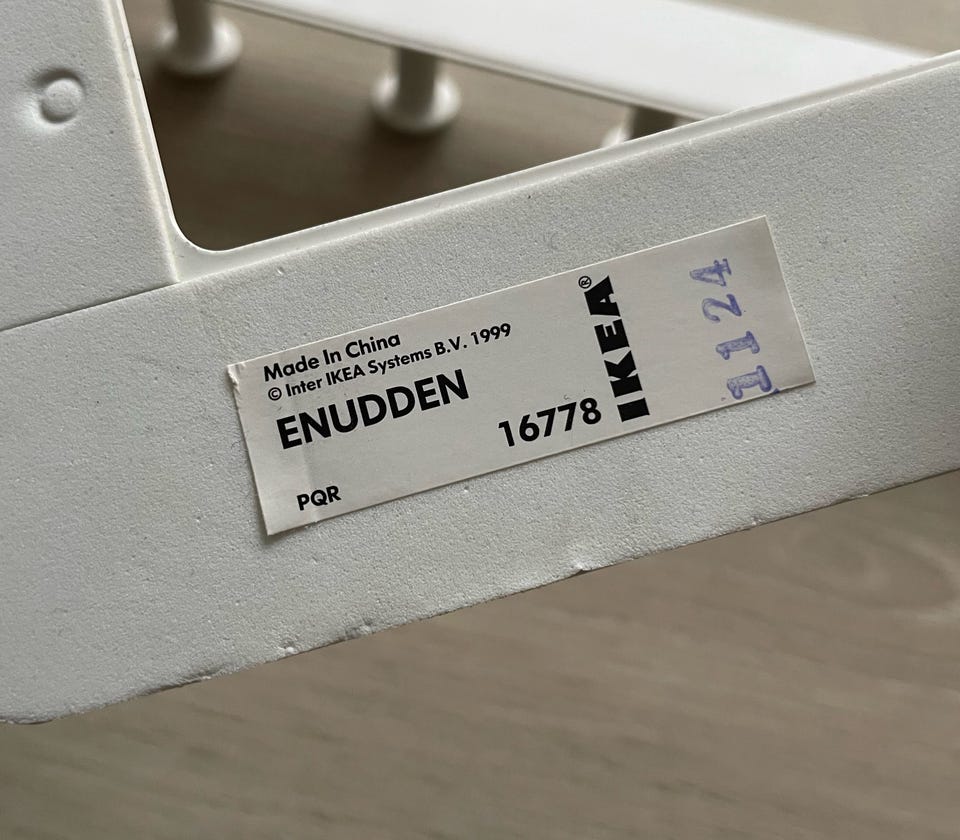 Made In China
© Inter IKEA Systems B.V. 1999
ENUDDEN
16778
PQR
IKEA®
1124